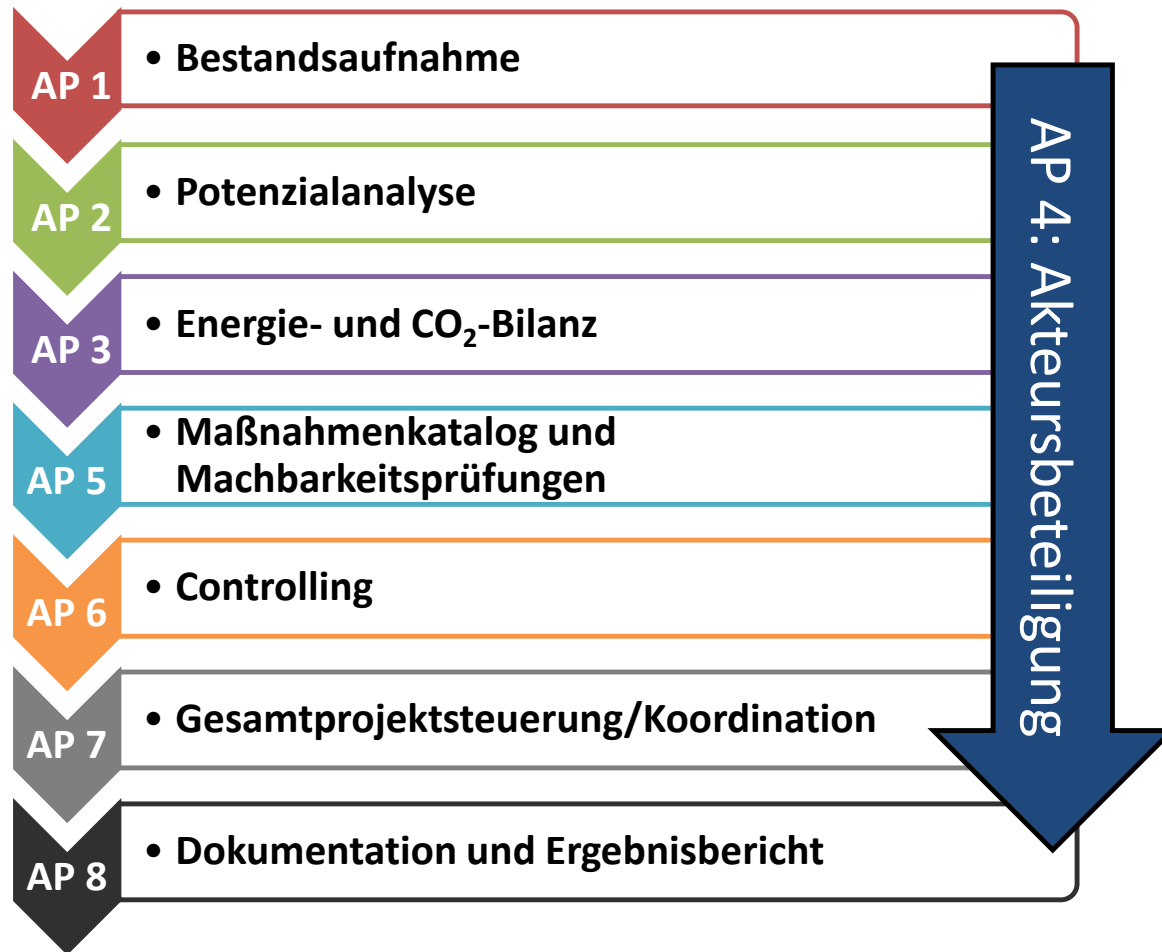 AP 1
• Bestandsaufnahme
AP 2
• Potenzialanalyse
AP 3
• Energie- und CO₂-Bilanz
AP 5
• Maßnahmenkatalog und
Machbarkeitsprüfungen
AP 6
• Controlling
AP 7
• Gesamtprojektsteuerung/Koordination
AP 8
• Dokumentation und Ergebnisbericht
AP 4: Akteursbeteiligung